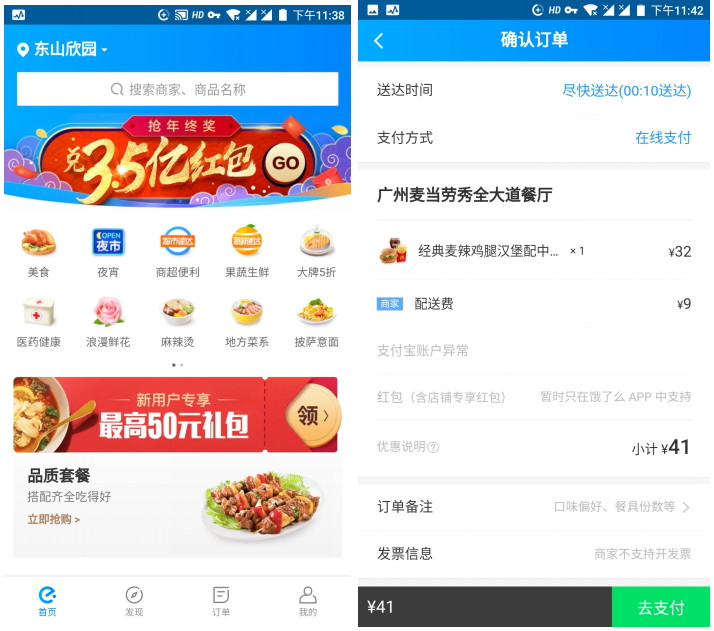 HD 下午11:38
东山欣园
搜索商家、商品名称
抢年终奖
兑3.5亿红包 GO
OPEN
夜市
超市速达
果蔬速达
美食 夜宵 商超便利 果蔬生鲜 大牌5折
医药健康 浪漫鲜花 麻辣烫 地方菜系 披萨意面
新用户专享
最高50元礼包
领 >
品质套餐
搭配齐全吃得好
立即抢购 >
首页 发现 订单 我的
HD 下午11:42
确认订单
送达时间 尽快送达(00:10送达)
支付方式 在线支付
广州麦当劳秀全大道餐厅
经典麦辣鸡腿汉堡配中... ×1 ¥32
商家 配送费 ¥9
支付宝账户异常
红包（含店铺专享红包） 暂时只在饿了么 APP 中支持
优惠说明? 小计 ¥41
订单备注 口味偏好、餐具份数等 >
发票信息 商家不支持开发票
¥41 去支付